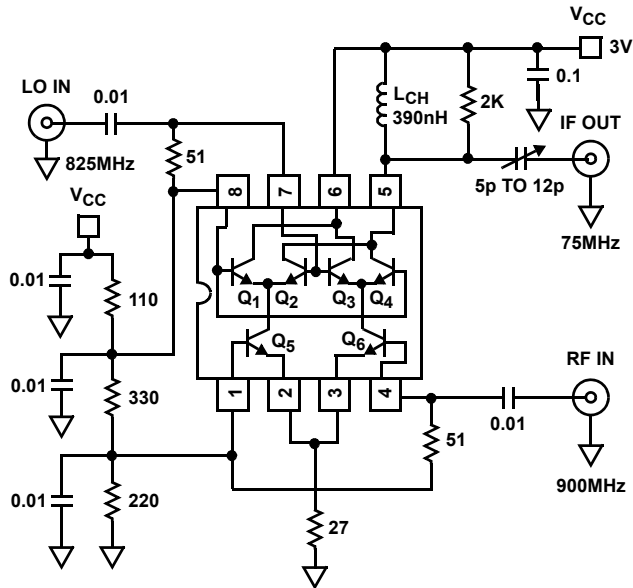 VCC
3V
LO IN
0.01
LCH
390nH
2K
0.1
IF OUT
825MHz
51
5p TO 12p
75MHz
VCC
8
7
6
5
0.01
110
Q1
Q2
Q3
Q4
Q5
Q6
0.01
330
1
2
3
4
RF IN
0.01
51
900MHz
0.01
220
27